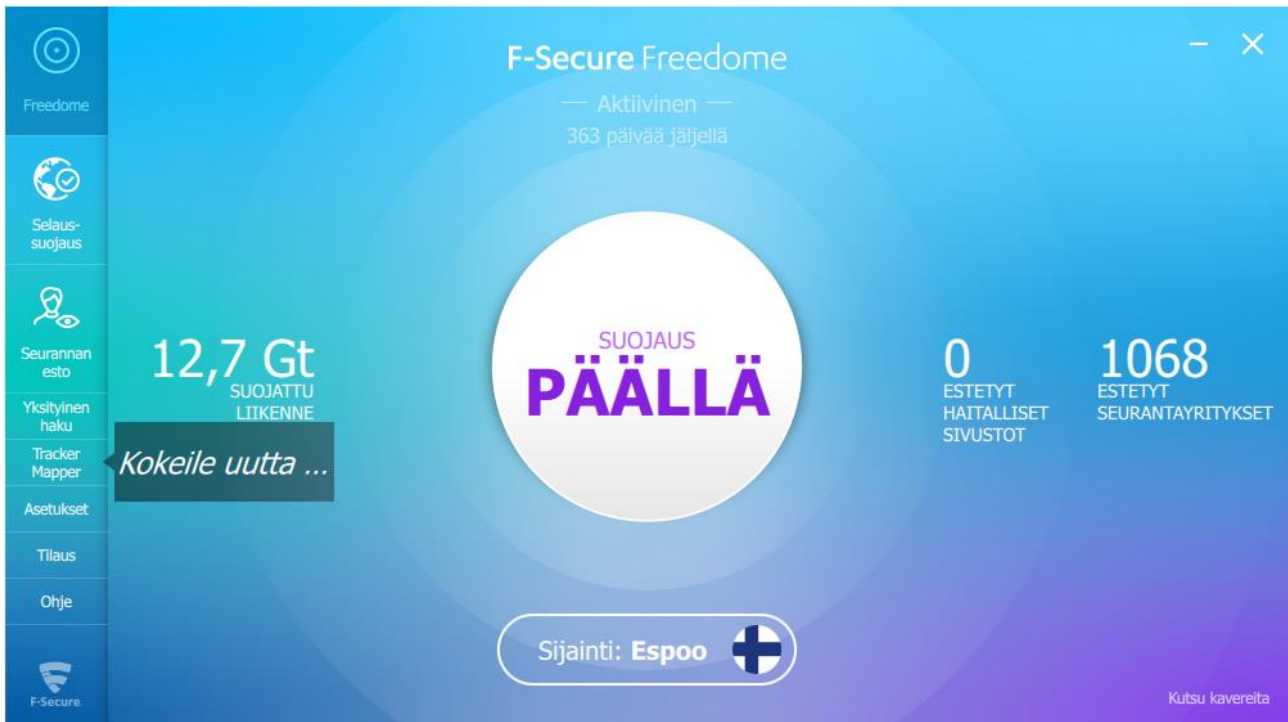 Freedome
Selaus-
suojaus
Seurannan
esto
Yksityinen
haku
Tracker
Mapper
Asetukset
Tilaus
Ohje
F-Secure
F-Secure Freedome
— Aktiivinen —
363 päivää jäljellä
12,7 Gt
SUOJATTU
LIIKENNE
Kokeile uutta ...
SUOJAUS
PÄÄLLÄ
0
ESTETYT
HAITALLISET
SIVUSTOT
1068
ESTETYT
SEURANTAYRITYKSET
Sijainti: Espoo
Kutsu kavereita